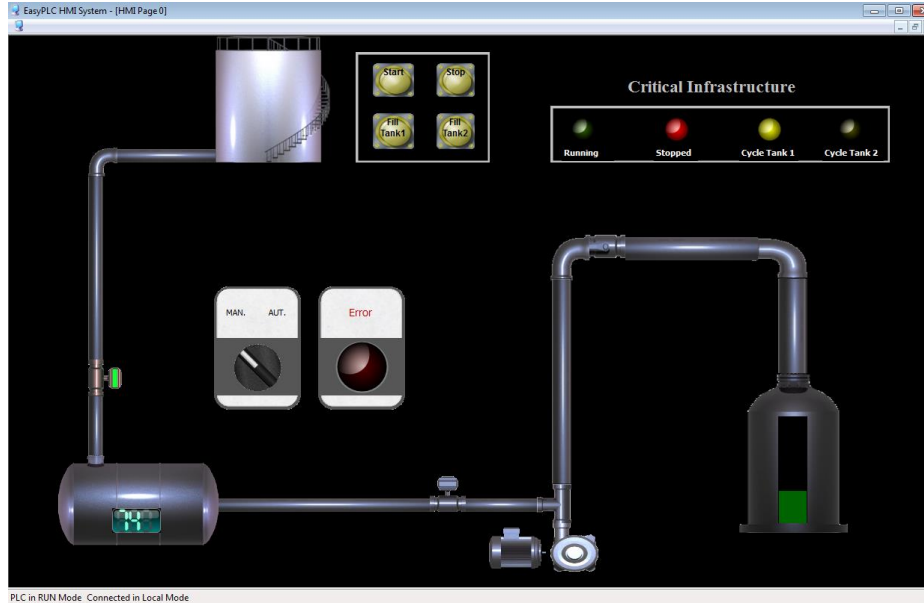 EasyPLC HMI System - [HMI Page 0]
Start Stop
Fill Tank1 Fill Tank2
Critical Infrastructure
Running Stopped Cycle Tank 1 Cycle Tank 2
MAN. AUT.
Error
74
PLC in RUN Mode Connected in Local Mode